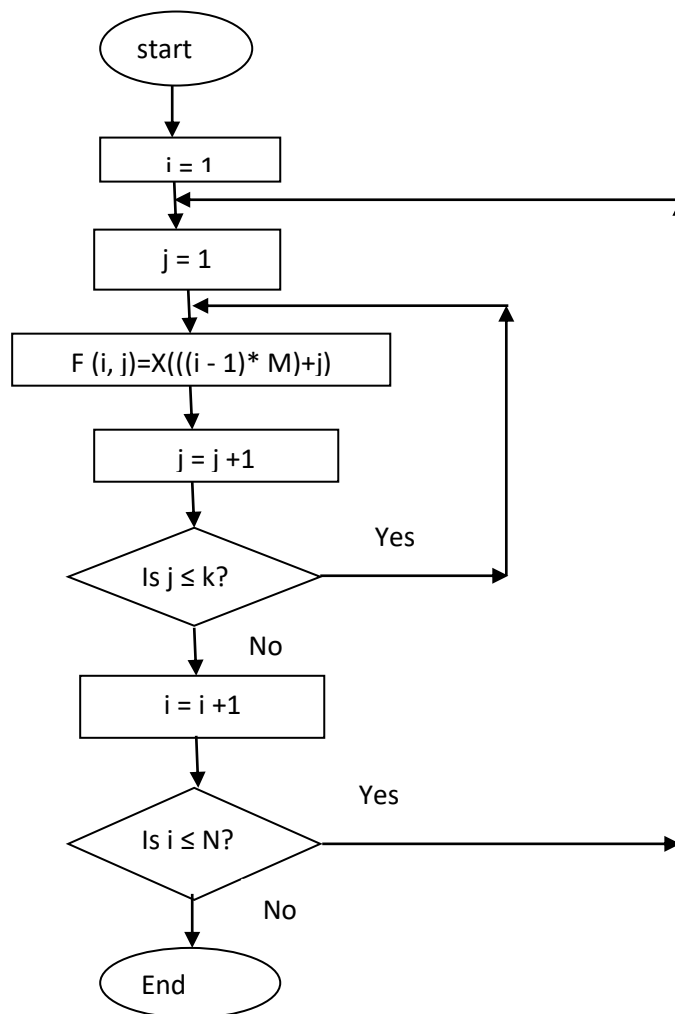 start
i = 1
j = 1
F (i, j)=X(((i - 1)* M)+j)
j = j +1
Yes
Is j ≤ k?
No
i = i +1
Yes
Is i ≤ N?
No
End